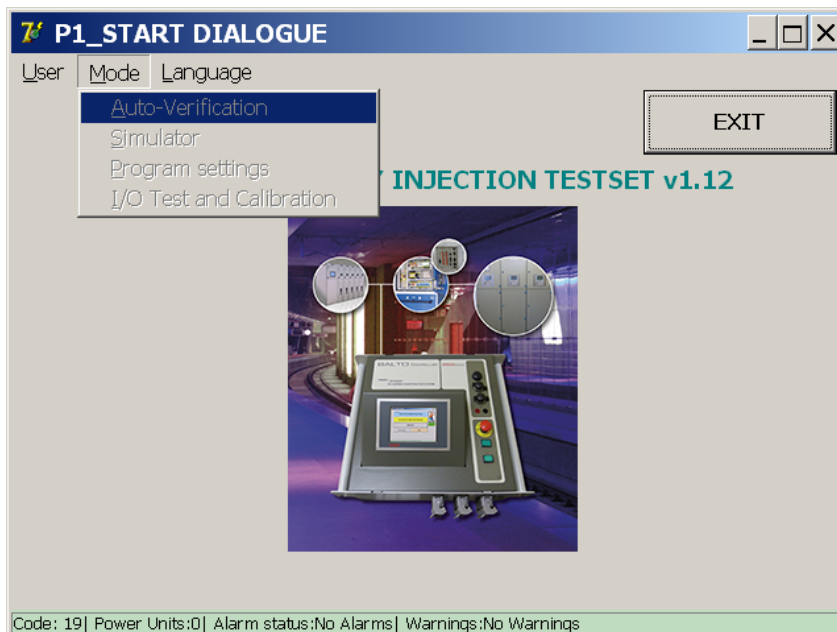 P1_START DIALOGUE
User Mode Language
Auto-Verification
Simulator
Program settings
I/O Test and Calibration
EXIT
INJECTION TESTSET v1.12
BALTO
Code: 19| Power Units:0| Alarm status:No Alarms| Warnings:No Warnings